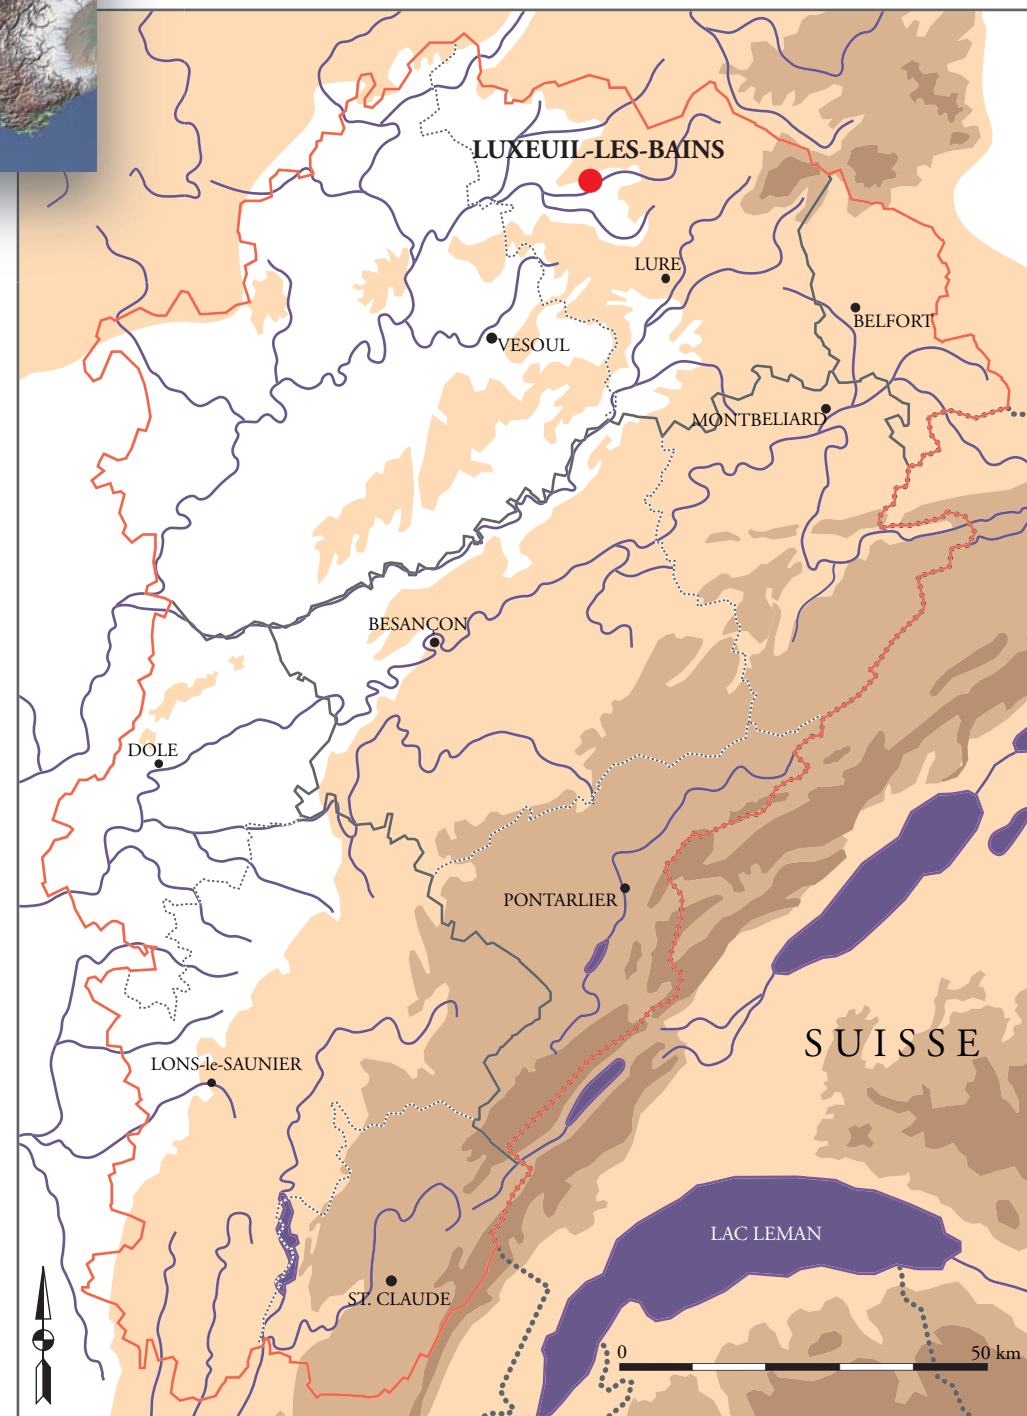 LUXEUIL-LES-BAINS
LURE
BELFORT
VESOUL
MONTBELIARD
BESANÇON
DOLE
PONTARLIER
SUISSE
LONS-le-SAUNIER
LAC LEMAN
ST. CLAUDE
0 50 km